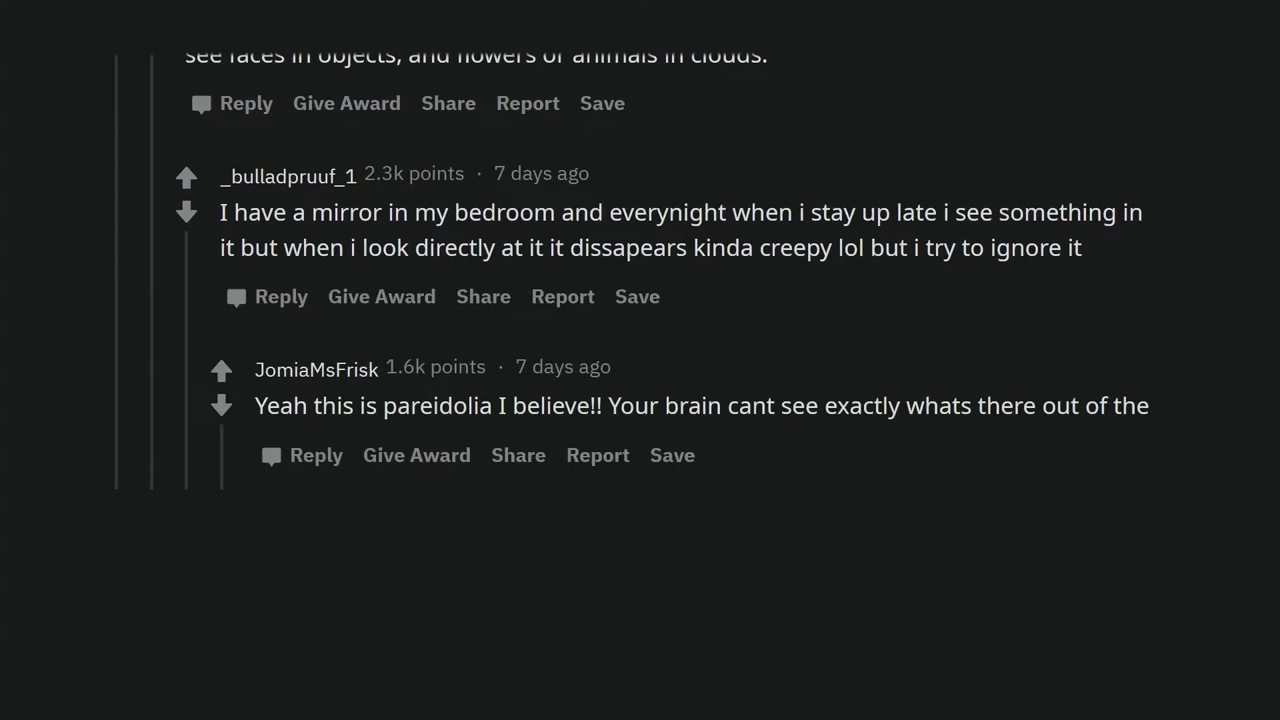 see faces in objects, and flowers or animals in clouds.
Reply Give Award Share Report Save
_bulladpruuf_1 2.3k points · 7 days ago
I have a mirror in my bedroom and everynight when i stay up late i see something in
it but when i look directly at it it dissapears kinda creepy lol but i try to ignore it
Reply Give Award Share Report Save
JomiaMsFrisk 1.6k points · 7 days ago
Yeah this is pareidolia I believe!! Your brain cant see exactly whats there out of the
Reply Give Award Share Report Save